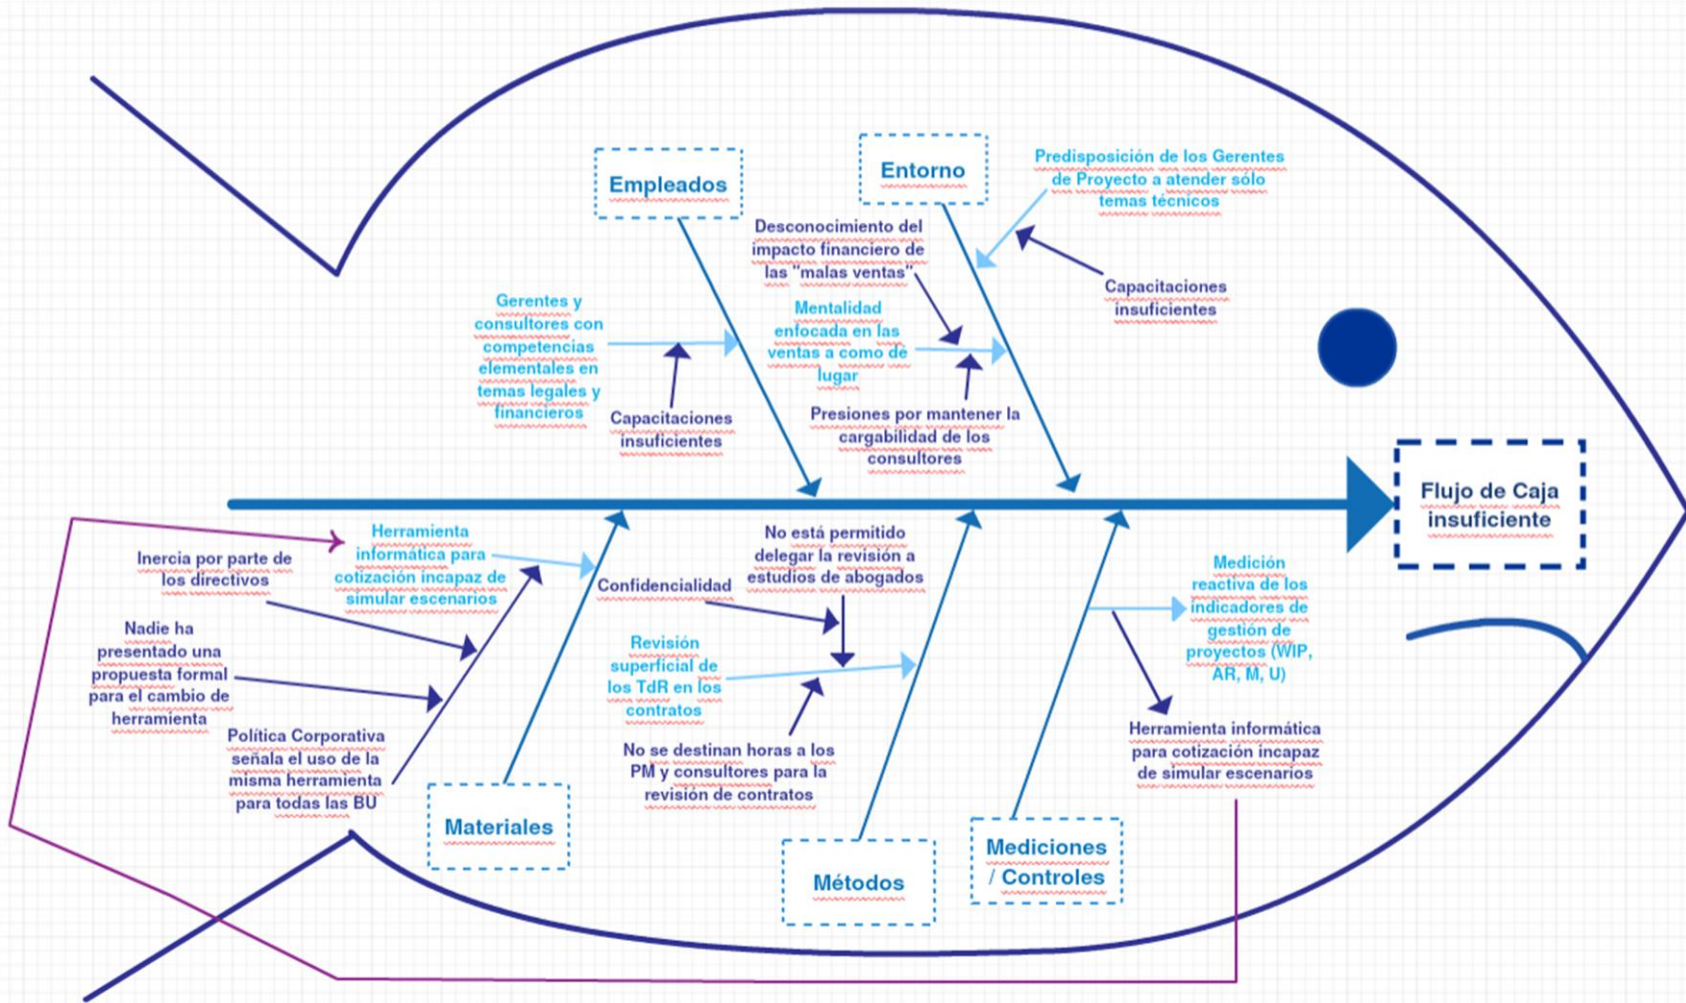 Empleados
Entorno
Predisposición de los Gerentes
de Proyecto a atender sólo
temas técnicos
Desconocimiento del
impacto financiero de
las "malas ventas"
Capacitaciones
insuficientes
Gerentes y
consultores con
competencias
elementales en
temas legales y
financieros
Mentalidad
enfocada en las
ventas a como dé
lugar
Capacitaciones
insuficientes
Presiones por mantener la
cargabilidad de los
consultores
Flujo de Caja
insuficiente
Herramienta
informática para
cotización incapaz de
simular escenarios
Inercia por parte de
los directivos
No está permitido
delegar la revisión a
estudios de abogados
Confidencialidad
Medición
reactiva de los
indicadores de
gestión de
proyectos (WIP,
AR, M, U)
Nadie ha
presentado una
propuesta formal
para el cambio de
herramienta
Revisión
superficial de
los TdR en los
contratos
Política Corporativa
señala el uso de la
misma herramienta
para todas las BU
No se destinan horas a los
PM y consultores para la
revisión de contratos
Herramienta informática
para cotización incapaz
de simular escenarios
Materiales
Métodos
Mediciones
/ Controles